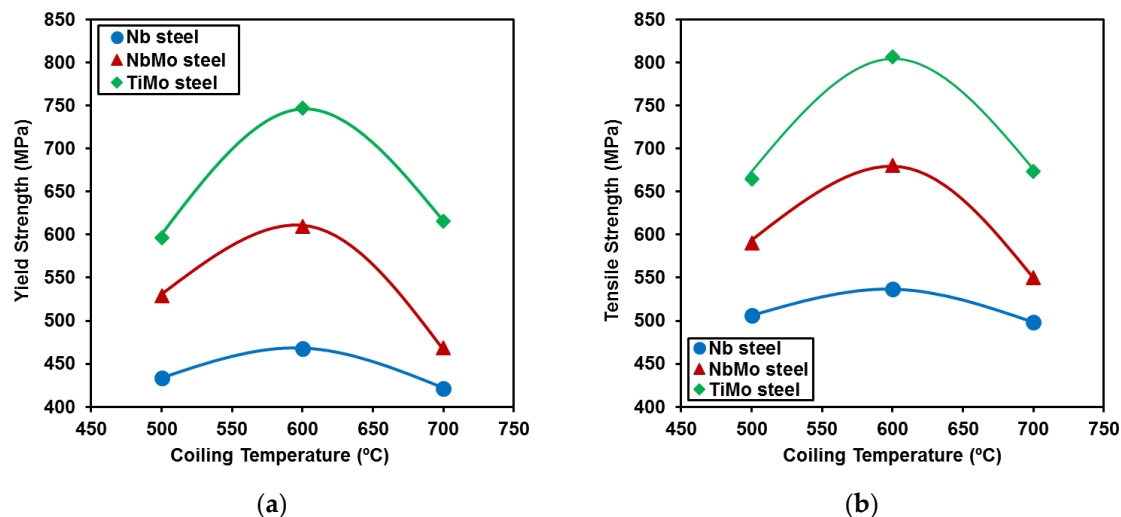 850
800
750
700
650
600
550
500
450
400
Yield Strength (MPa)
Nb steel
NbMo steel
TiMo steel
450 500 550 600 650 700 750
Coiling Temperature (ºC)
(a)
850
800
750
700
650
600
550
500
450
400
Tensile Strength (MPa)
Nb steel
NbMo steel
TiMo steel
450 500 550 600 650 700 750
Coiling Temperature (ºC)
(b)